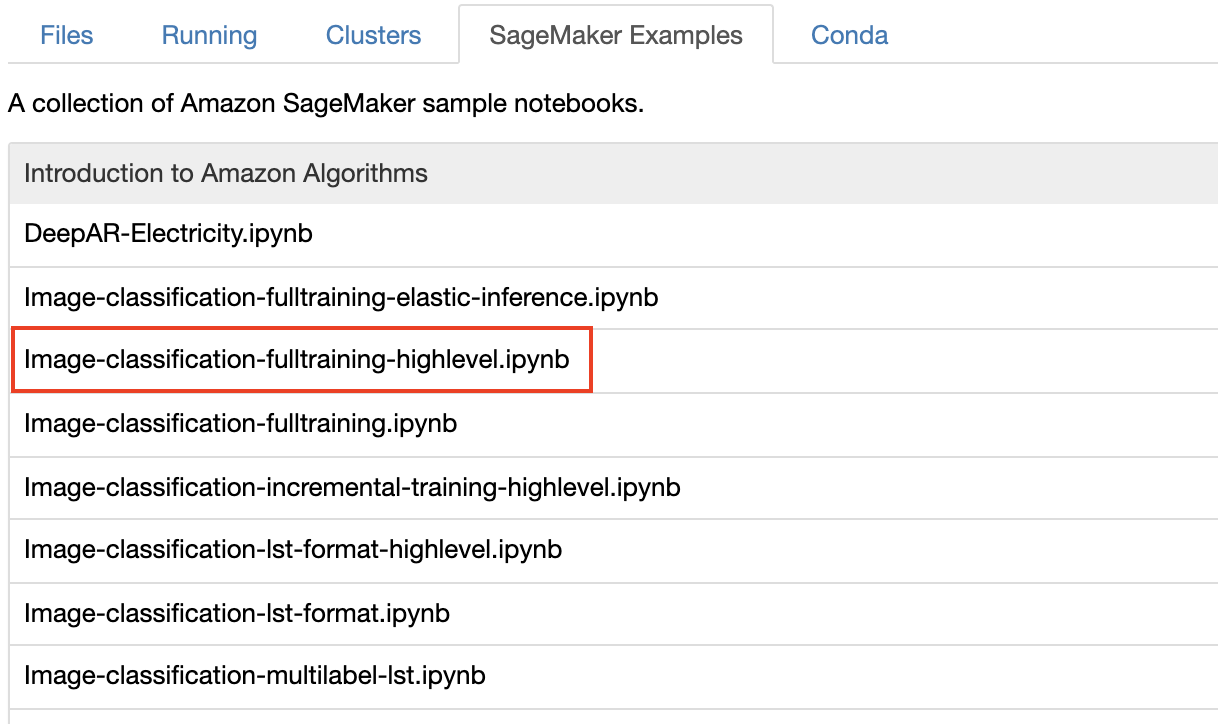 Files Running Clusters SageMaker Examples Conda
A collection of Amazon SageMaker sample notebooks.
Introduction to Amazon Algorithms
DeepAR-Electricity.ipynb
Image-classification-fulltraining-elastic-inference.ipynb
Image-classification-fulltraining-highlevel.ipynb
Image-classification-fulltraining.ipynb
Image-classification-incremental-training-highlevel.ipynb
Image-classification-lst-format-highlevel.ipynb
Image-classification-lst-format.ipynb
Image-classification-multilabel-lst.ipynb